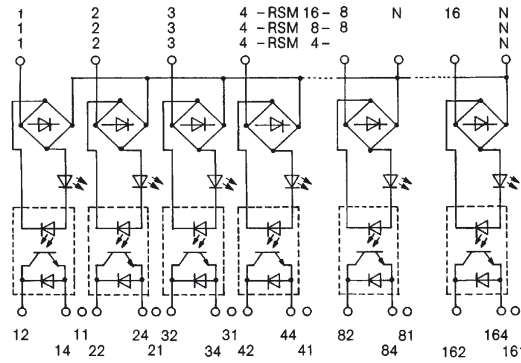 1 2 3 4 - RSM 16 - 8 N 16 N
1 2 3 4 - RSM 8 - 8 N
1 2 3 4 - RSM 4 - N
12 11 24 32 31 44 82 81 164
14 22 21 34 42 41 84 162 161